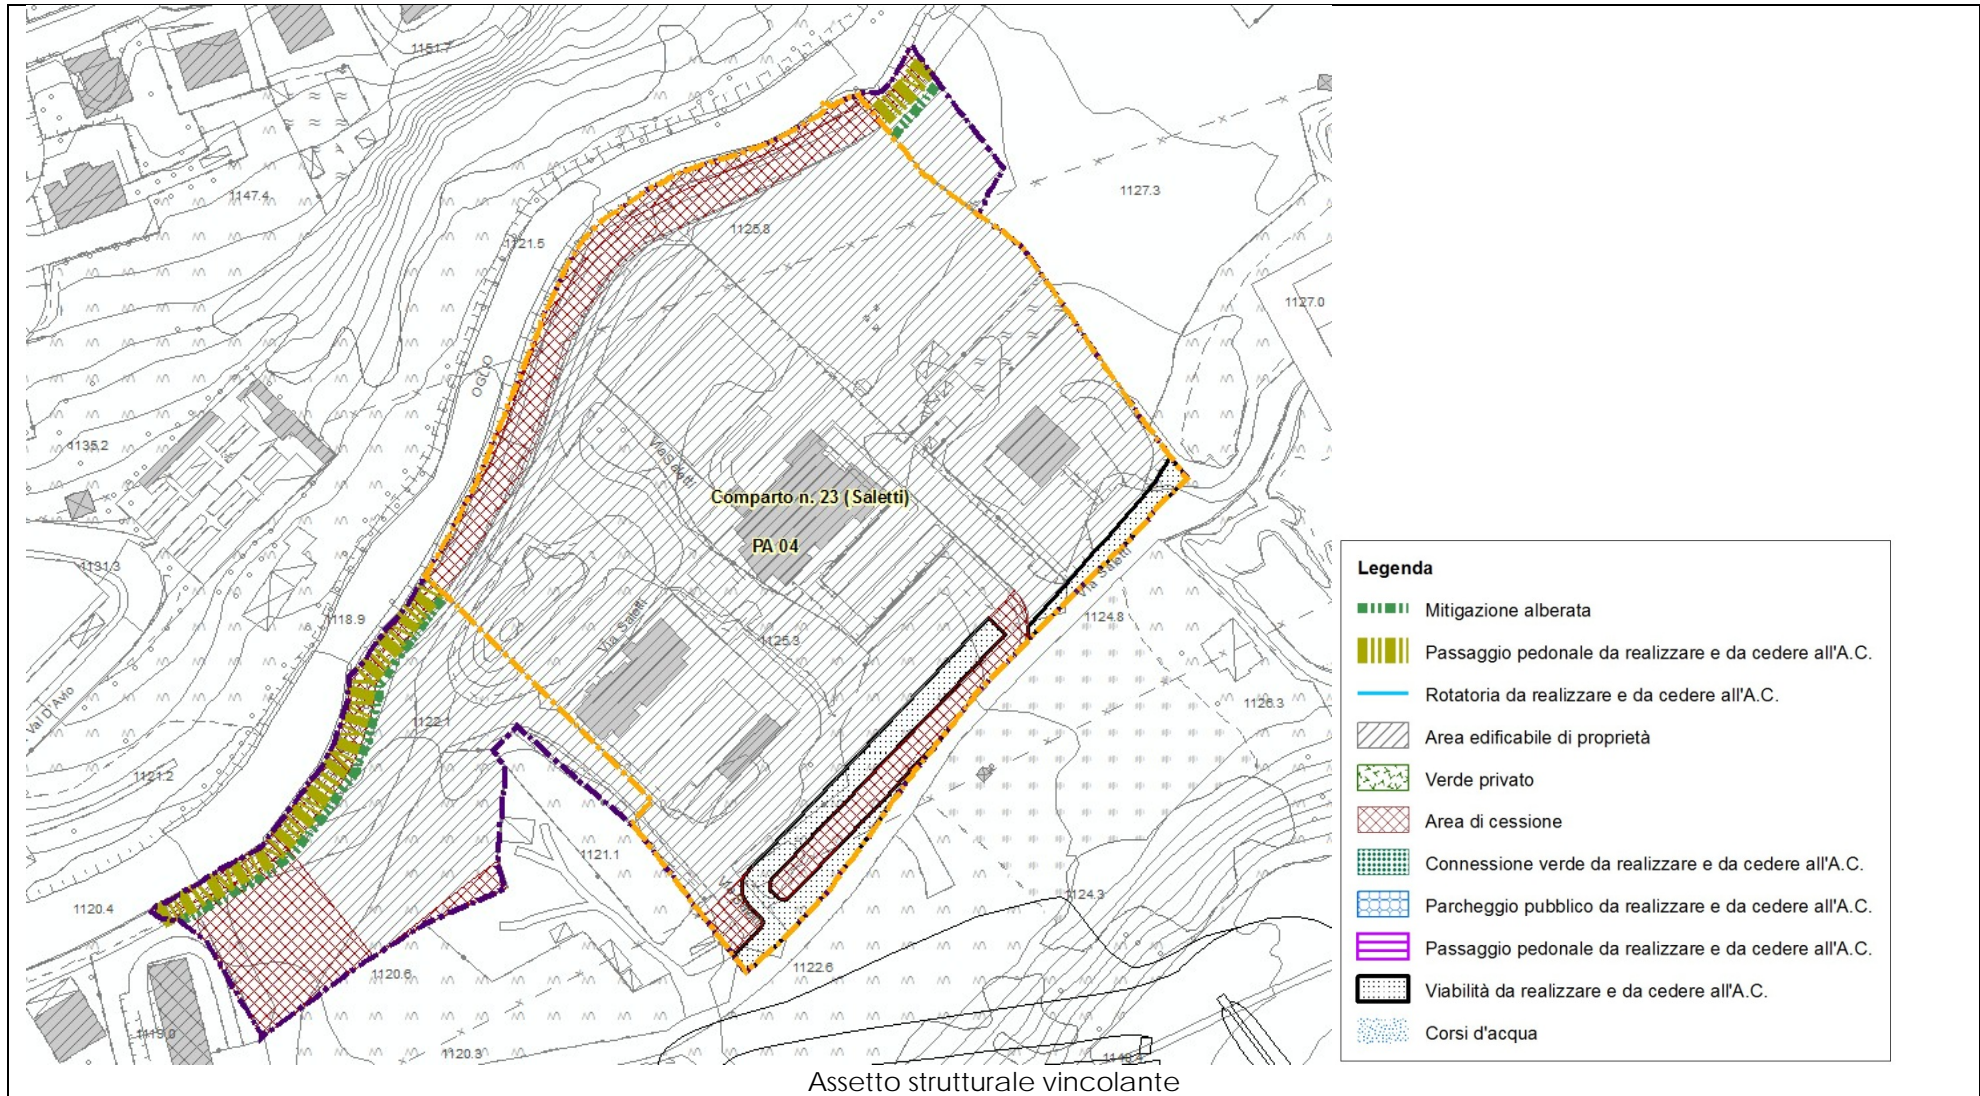 1151.7
1147.4
1121.5
1125.8
1127.3
1127.0
OGLIO
1135.2
Via Saletti
Comparto n. 23 (Saletti)
PA 04
1131.3
Via Saletti
1118.9
Via Saletti
1124.8
1125.3
Val D'Avio
1122.1
1126.3
1121.2
1121.1
1120.4
1124.3
1120.6
1122.6
1119.0
1120.3
Legenda
Mitigazione alberata
Passaggio pedonale da realizzare e da cedere all'A.C.
Rotatoria da realizzare e da cedere all'A.C.
Area edificabile di proprietà
Verde privato
Area di cessione
Connessione verde da realizzare e da cedere all'A.C.
Parcheggio pubblico da realizzare e da cedere all'A.C.
Passaggio pedonale da realizzare e da cedere all'A.C.
Viabilità da realizzare e da cedere all'A.C.
Corsi d'acqua
Assetto strutturale vincolante